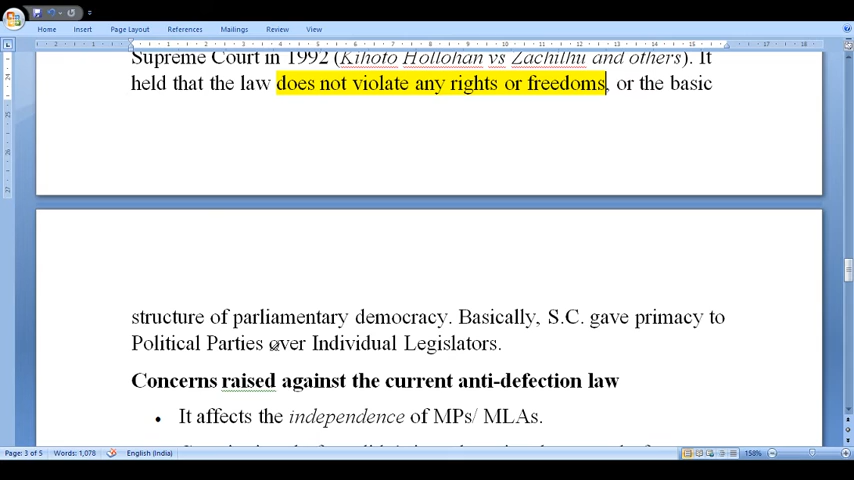 Home Insert Page Layout References Mailings Review View
Supreme Court in 1992 (Kihoto Hollohan vs Zachilhu and others). It
held that the law does not violate any rights or freedoms, or the basic
structure of parliamentary democracy. Basically, S.C. gave primacy to
Political Parties over Individual Legislators.
Concerns raised against the current anti-defection law
• It affects the independence of MPs/ MLAs.
Page: 3 of 5 Words: 1,078 English (India) 158%